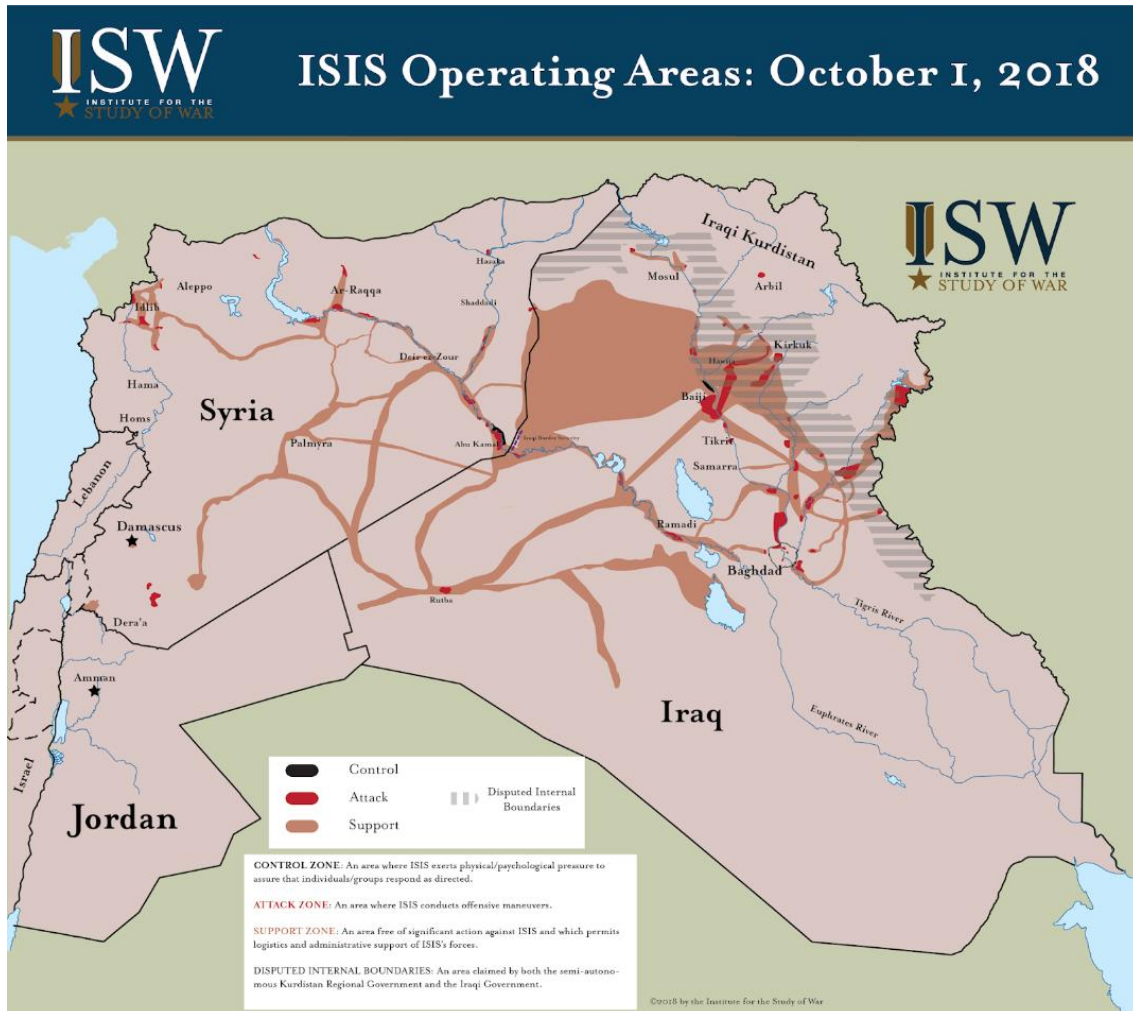 ISW
INSTITUTE FOR THE
STUDY OF WAR
ISIS Operating Areas: October 1, 2018
ISW
INSTITUTE FOR THE
STUDY OF WAR
Iraqi Kurdistan
Hasaka
Mosul
Arbil
Aleppo
Ar-Raqqa
Idlib
Shaddadi
Kirkuk
Deir ez-Zour
Hawija
Hama
Baiji
Syria
Homs
Palmyra
Abu Kamal
Iraq Border Security
Tikrit
Samarra
Lebanon
Damascus
Ramadi
Baghdad
Rutba
Tigris River
Dera'a
Amman
Iraq
Euphrates River
Israel
Jordan
Control
Attack
Support
Disputed Internal
Boundaries
CONTROL ZONE: An area where ISIS exerts physical/psychological pressure to
assure that individuals/groups respond as directed.
ATTACK ZONE: An area where ISIS conducts offensive maneuvers.
SUPPORT ZONE: An area free of significant action against ISIS and which permits
logistics and administrative support of ISIS's forces.
DISPUTED INTERNAL BOUNDARIES: An area claimed by both the semi-autono-
mous Kurdistan Regional Government and the Iraqi Government.
©2018 by the Institute for the Study of War